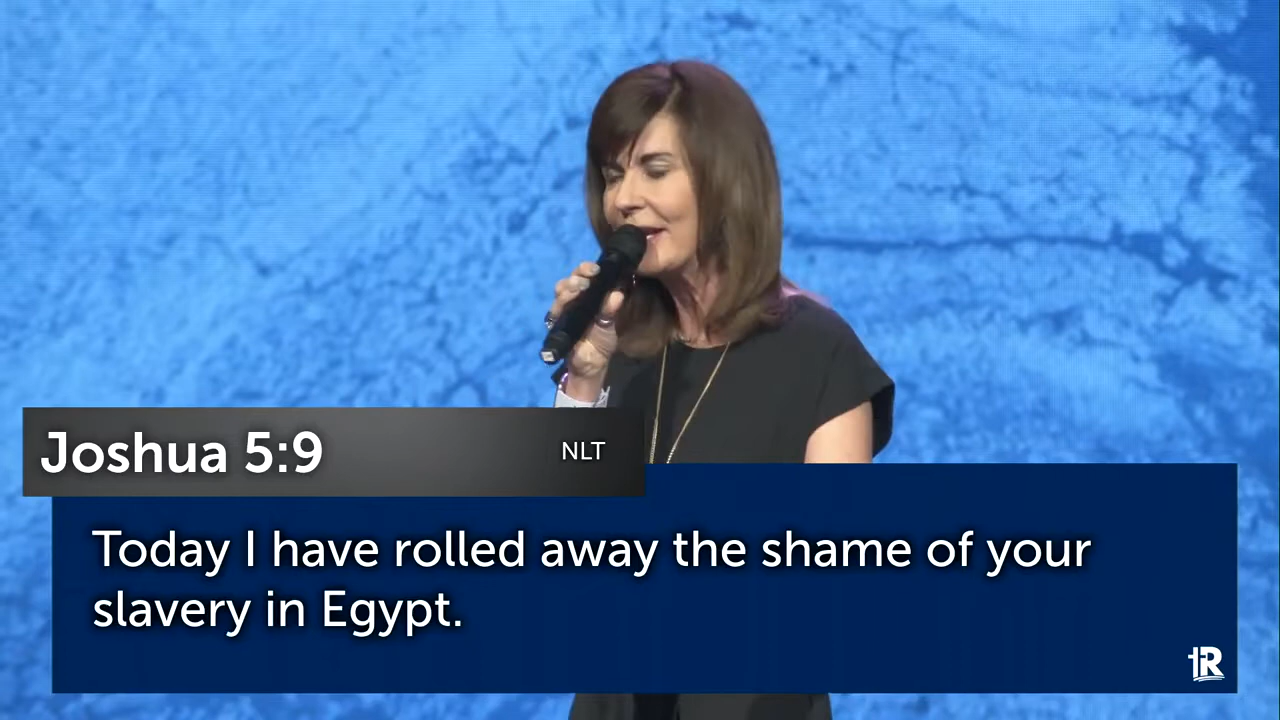 Joshua 5:9
NLT
Today I have rolled away the shame of your
slavery in Egypt.